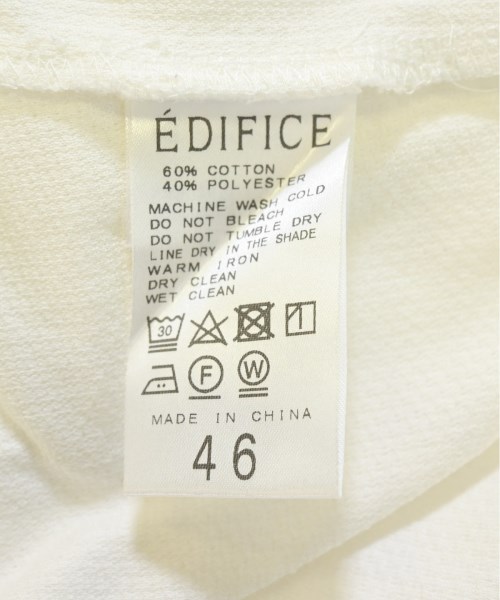 ÉDIFICE
60% COTTON
40% POLYESTER
MACHINE WASH COLD
DO NOT BLEACH
DO NOT TUMBLE DRY
LINE DRY IN THE SHADE
WARM IRON
DRY CLEAN
WET CLEAN
30
F W
MADE IN CHINA
46